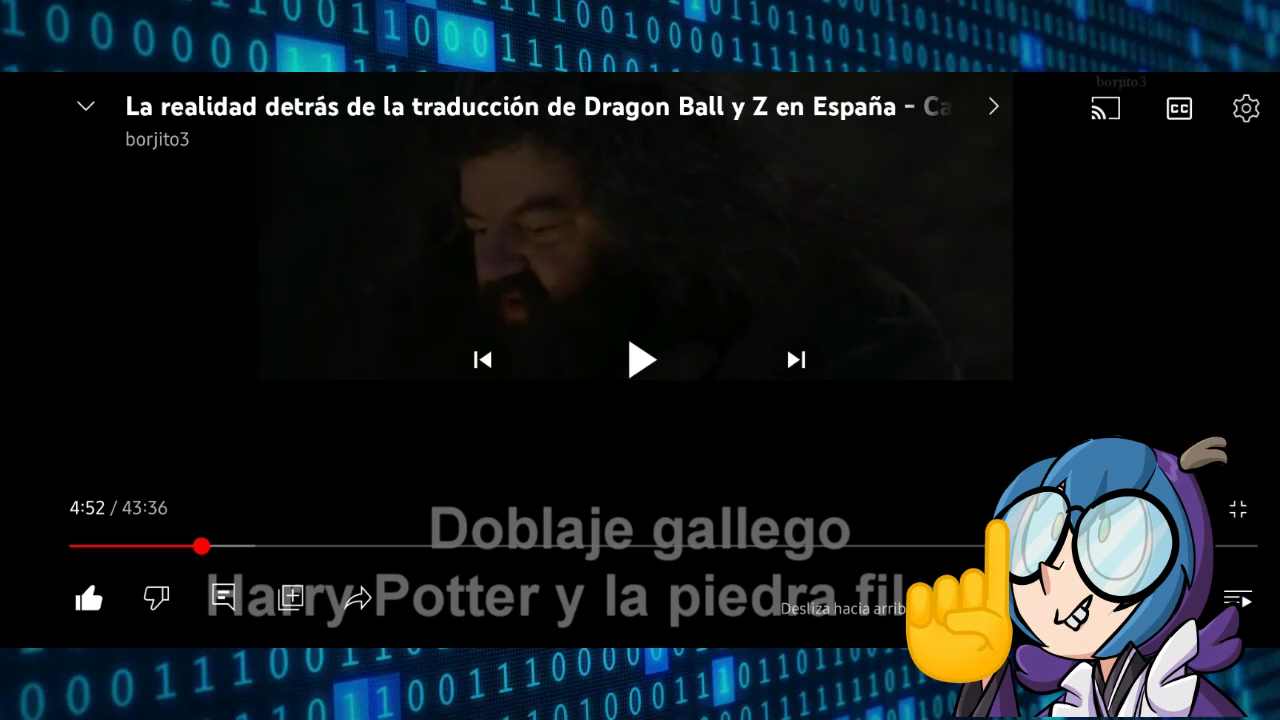 borjito3
La realidad detrás de la traducción de Dragon Ball y Z en España - Ca
CC
borjito3
4:52 / 43:36
Doblaje gallego
Harry Potter y la piedra fil
Desliza hacia arrib